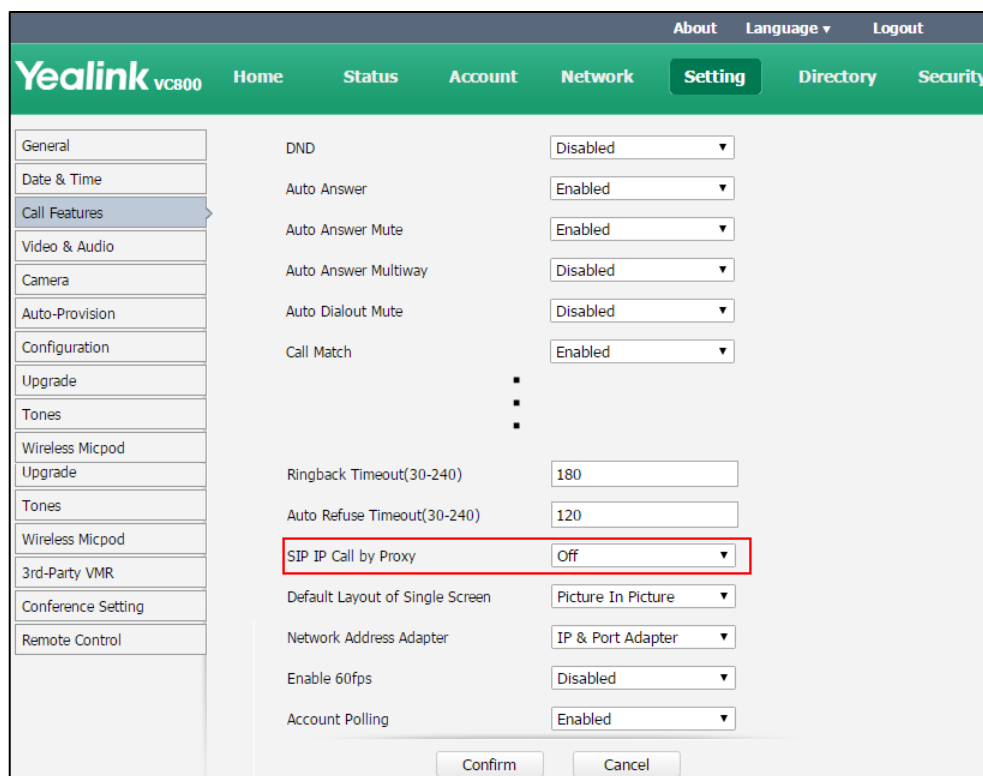 About Language ▾ Logout
Yealink VC800 Home Status Account Network Setting Directory Security
General
Date & Time
Call Features
Video & Audio
Camera
Auto-Provision
Configuration
Upgrade
Tones
Wireless Micpod
Upgrade
Tones
Wireless Micpod
3rd-Party VMR
Conference Setting
Remote Control
DND Disabled
Auto Answer Enabled
Auto Answer Mute Enabled
Auto Answer Multiway Disabled
Auto Dialout Mute Disabled
Call Match Enabled
Ringback Timeout(30-240) 180
Auto Refuse Timeout(30-240) 120
SIP IP Call by Proxy Off
Default Layout of Single Screen Picture In Picture
Network Address Adapter IP & Port Adapter
Enable 60fps Disabled
Account Polling Enabled
Confirm Cancel